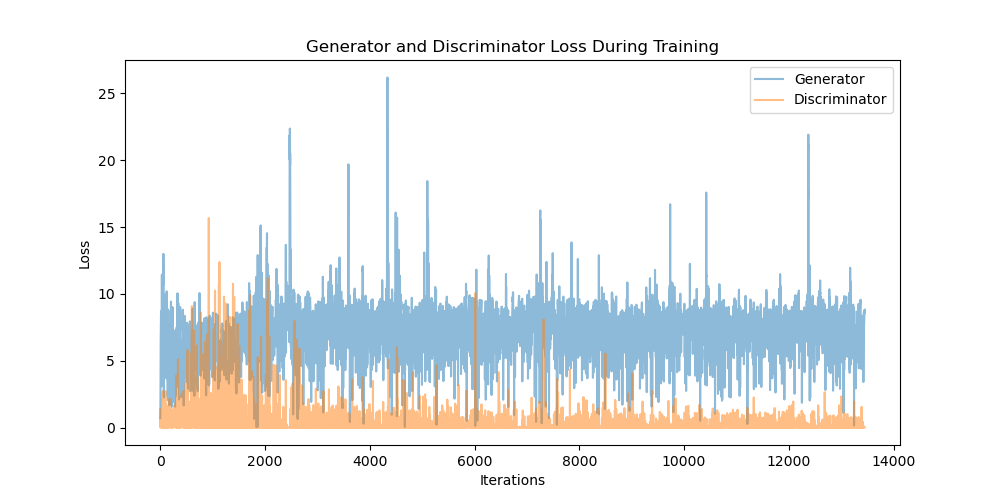 Generator and Discriminator Loss During Training
Generator
Discriminator
Loss
25
20
15
10
5
0
0 2000 4000 6000 8000 10000 12000 14000
Iterations